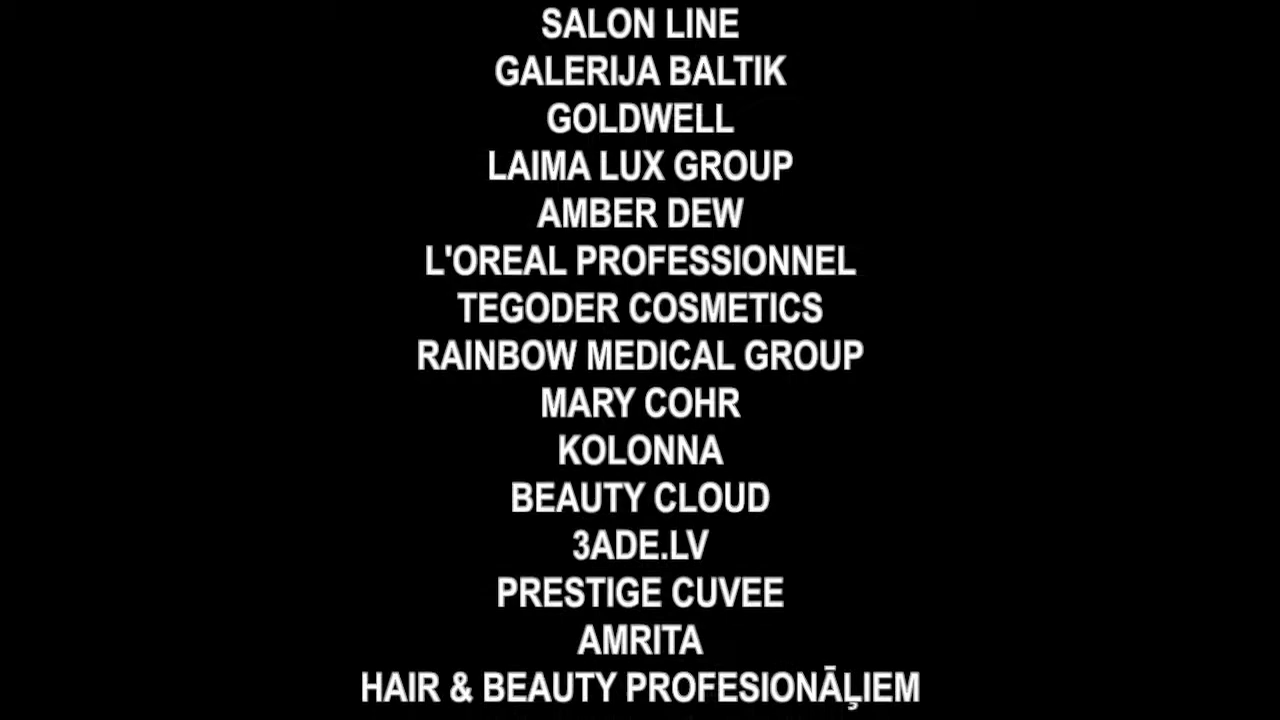 SALON LINE
GALERIJA BALTIK
GOLDWELL
LAIMA LUX GROUP
AMBER DEW
L'OREAL PROFESSIONNEL
TEGODER COSMETICS
RAINBOW MEDICAL GROUP
MARY COHR
KOLONNA
BEAUTY CLOUD
3ADE.LV
PRESTIGE CUVEE
AMRITA
HAIR & BEAUTY PROFESIONĀĻIEM